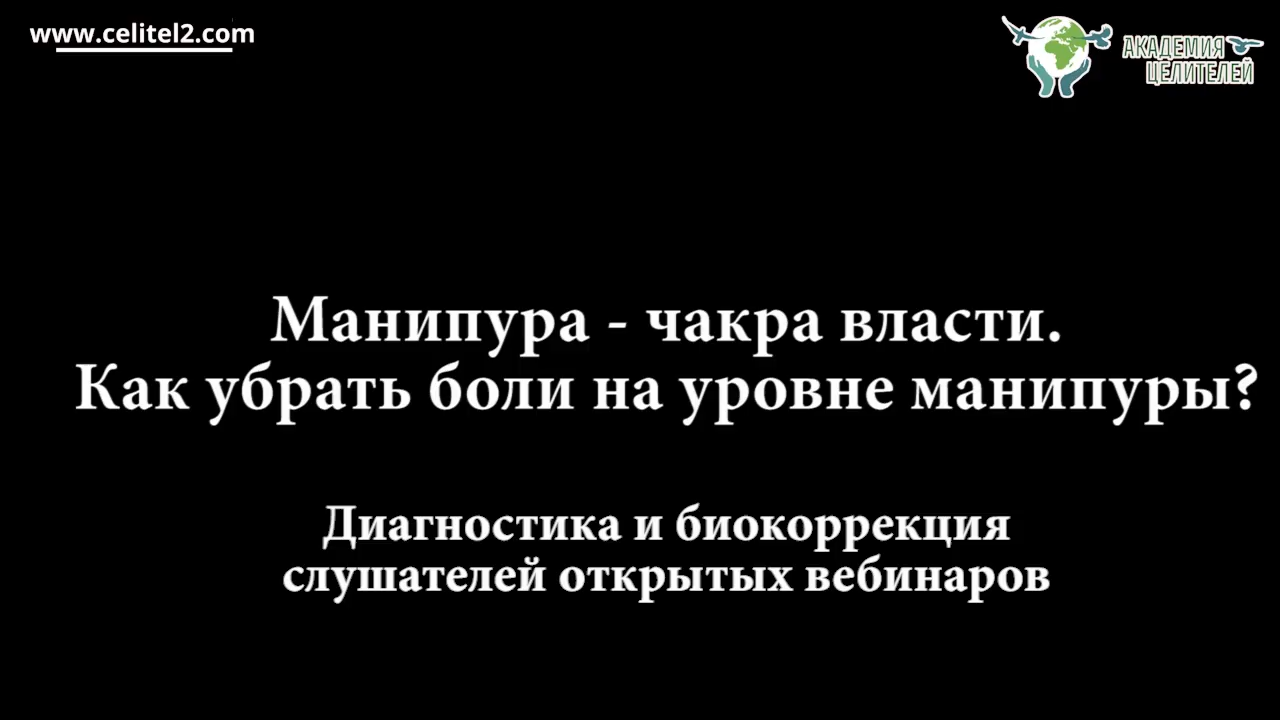 www.celitel2.com
АКАДЕМИЯ
ЦЕЛИТЕЛЕЙ
Манипура - чакра власти.
Как убрать боли на уровне манипуры?
Диагностика и биокоррекция
слушателей открытых вебинаров